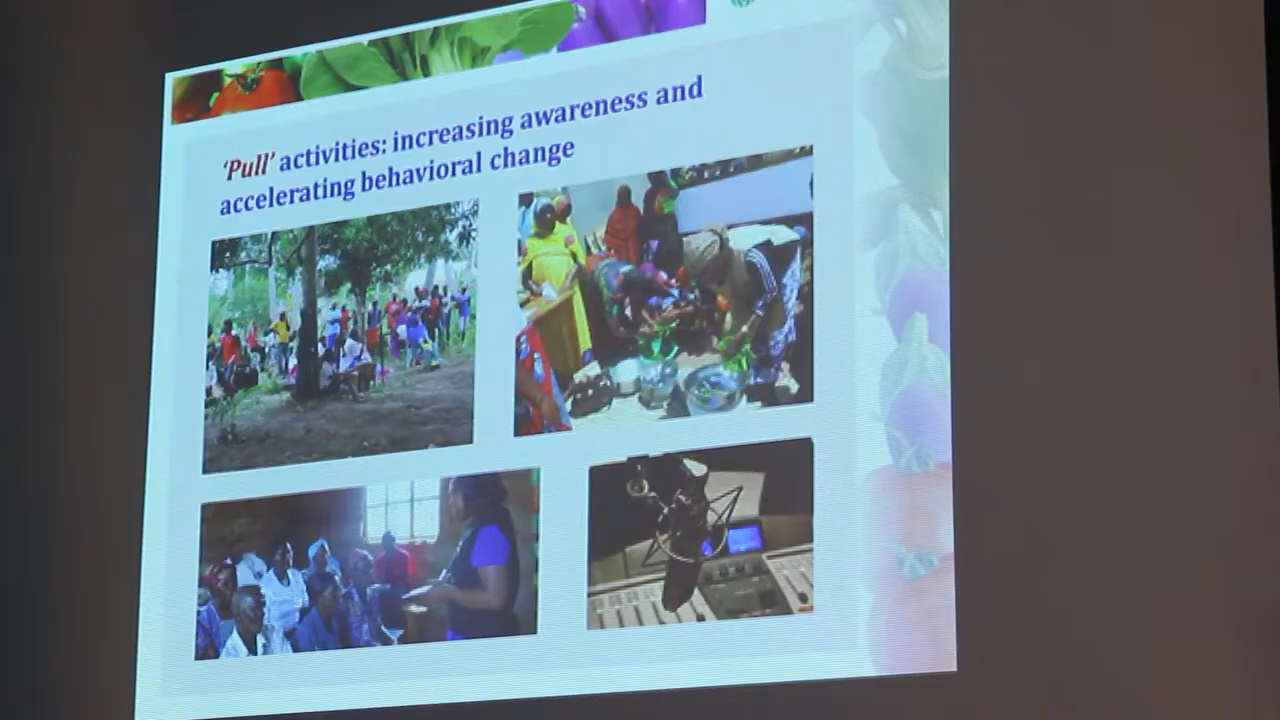 'Pull' activities: increasing awareness and
accelerating behavioral change